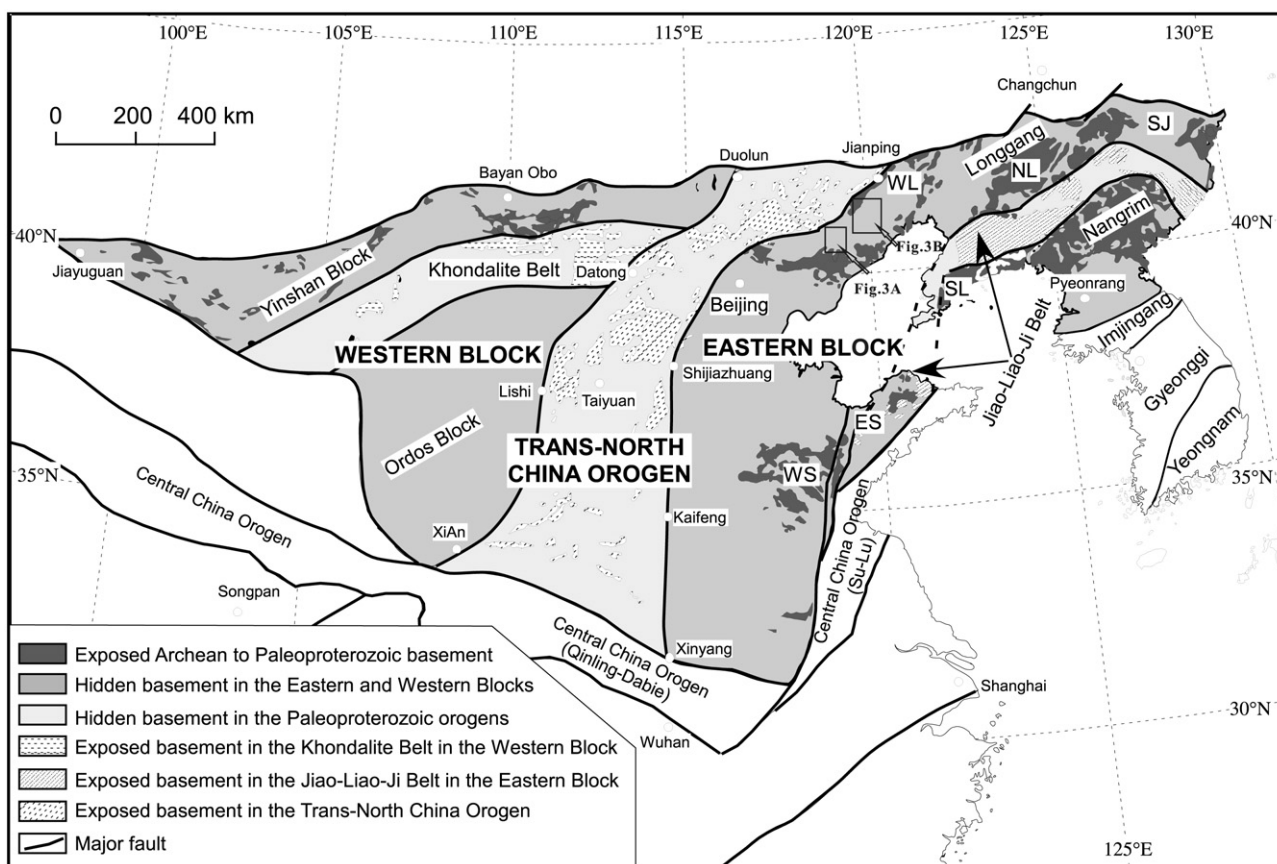 100°E
105°E
110°E
115°E
120°E
125°E
130°E
0 200 400 km
Changchun
SJ
Longgang
Jianping
Duolun
NL
WL
Bayan Obo
Nangrim
40°N
40°N
Jiayuguan
Yinshan Block
Khondalite Belt
Datong
Fig.3B
Fig.3A
SL
Pyeonrang
Beijing
Imjingang
WESTERN BLOCK
EASTERN BLOCK
Jiao-Liao-Ji Belt
Gyeonggi
Shijiazhuang
Lishi
Taiyuan
Yeongnam
ES
Ordos Block
TRANS-NORTH
CHINA OROGEN
WS
35°N
35°N
Central China Orogen
Kaifeng
XiAn
Central China Orogen
(Su-Lu)
Songpan
Central China Orogen
(Qinling-Dabie)
Xinyang
Shanghai
30°N
Wuhan
125°E
Exposed Archean to Paleoproterozoic basement
Hidden basement in the Eastern and Western Blocks
Hidden basement in the Paleoproterozoic orogens
Exposed basement in the Khondalite Belt in the Western Block
Exposed basement in the Jiao-Liao-Ji Belt in the Eastern Block
Exposed basement in the Trans-North China Orogen
Major fault